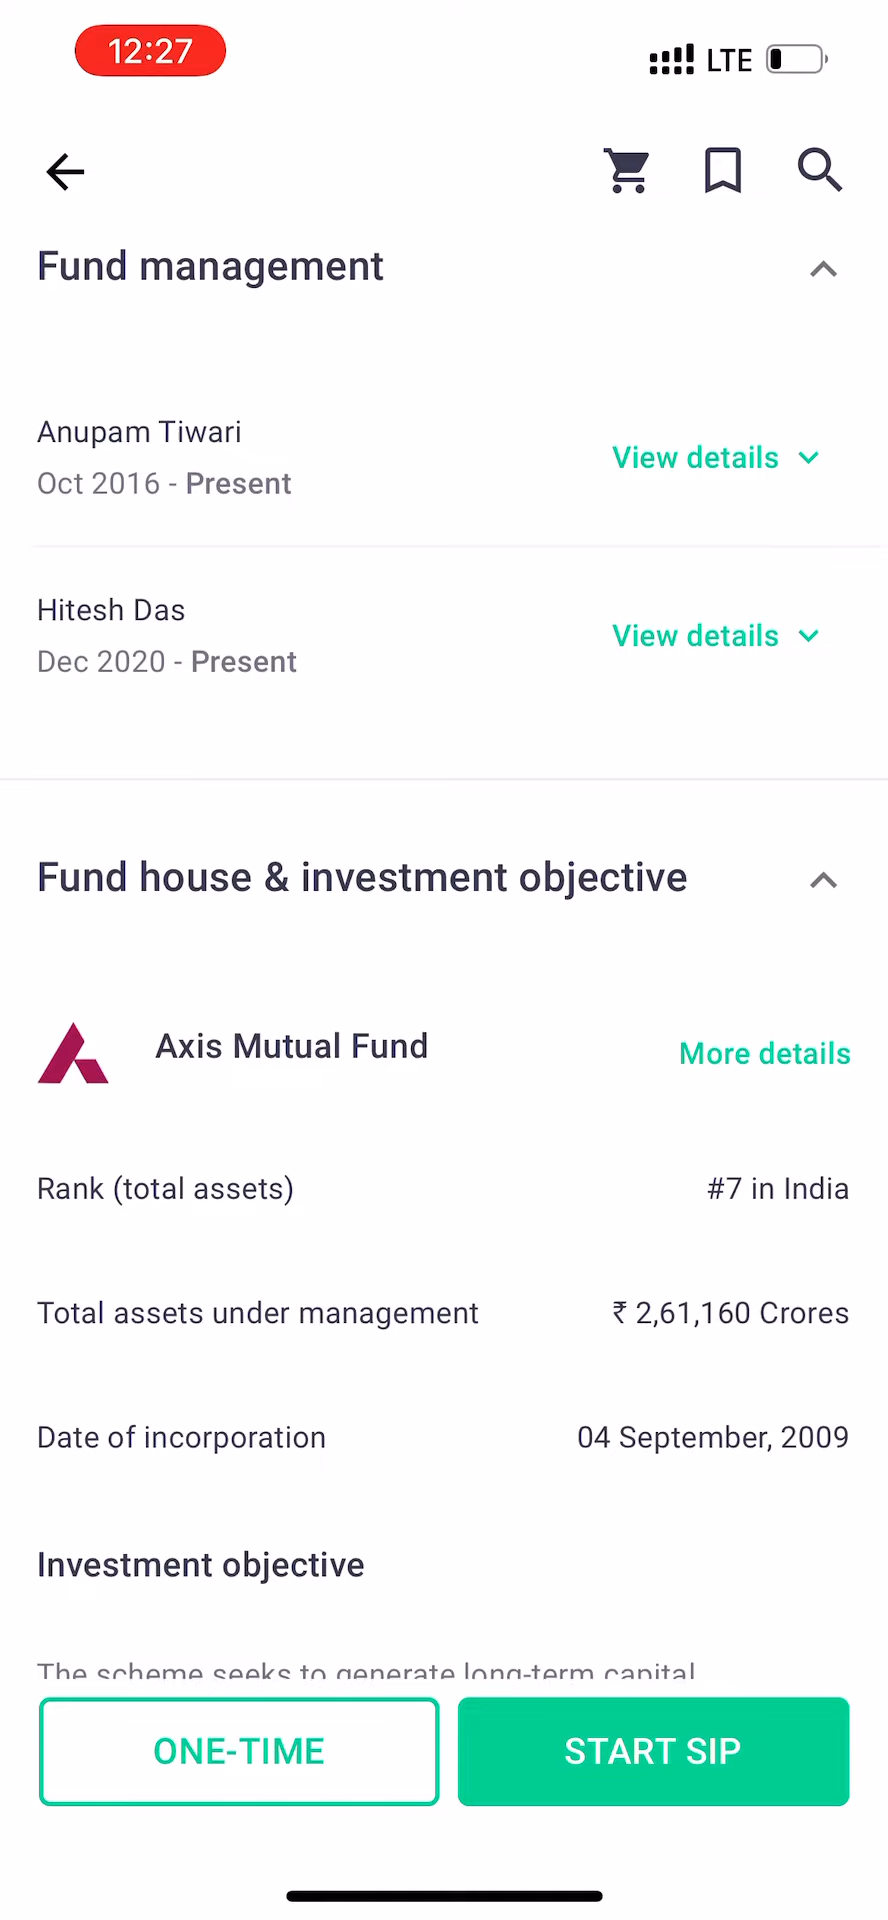 12:27
LTE
Fund management
Anupam Tiwari
View details
Oct 2016 - Present
Hitesh Das
View details
Dec 2020 - Present
Fund house & investment objective
Axis Mutual Fund
More details
Rank (total assets)
#7 in India
Total assets under management
₹ 2,61,160 Crores
Date of incorporation
04 September, 2009
Investment objective
The scheme seeks to generate long-term capital
ONE-TIME
START SIP